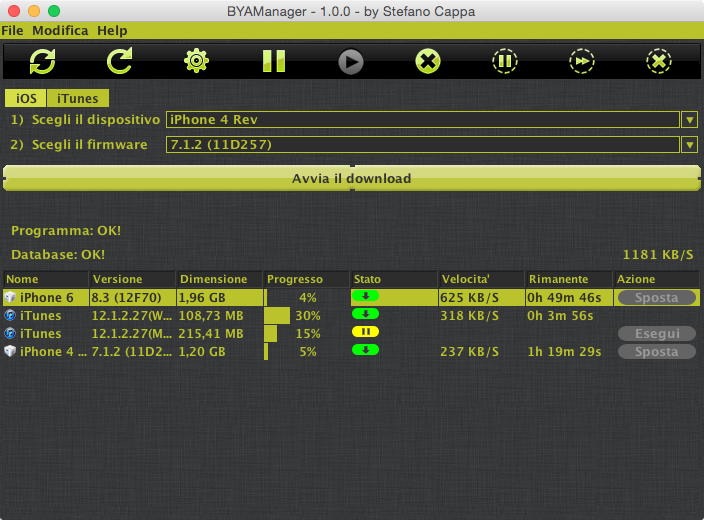 BYAManager - 1.0.0 - by Stefano Cappa
File Modifica Help
iOS iTunes
1) Scegli il dispositivo iPhone 4 Rev
2) Scegli il firmware 7.1.2 (11D257)
Avvia il download
Programma: OK!
Database: OK! 1181 KB/S
Nome Versione Dimensione Progresso Stato Velocita' Rimanente Azione
iPhone 6 8.3 (12F70) 1,96 GB 4% 625 KB/S 0h 49m 46s Sposta
iTunes 12.1.2.27(W... 108,73 MB 30% 318 KB/S 0h 3m 56s
iTunes 12.1.2.27(M... 215,41 MB 15% Esegui
iPhone 4 ... 7.1.2 (11D2... 1,20 GB 5% 237 KB/S 1h 19m 29s Sposta